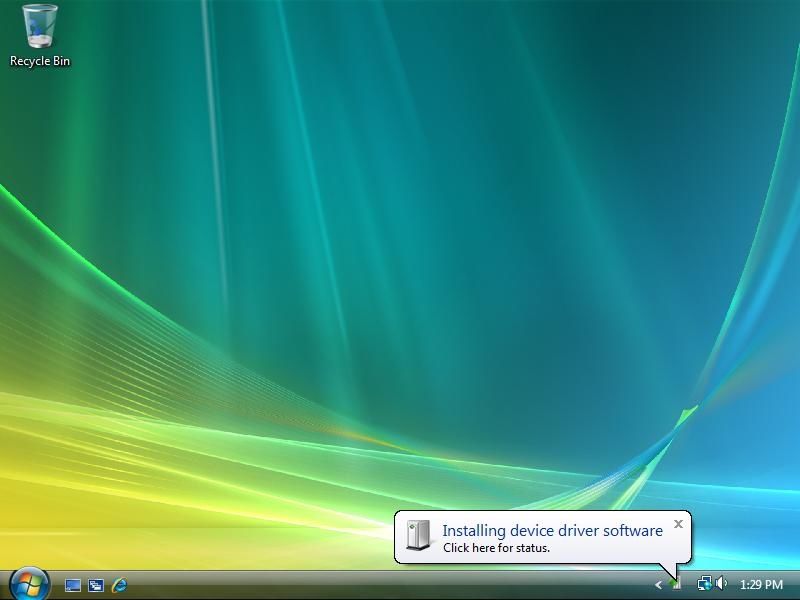 Recycle Bin
Installing device driver software
Click here for status.
1:29 PM